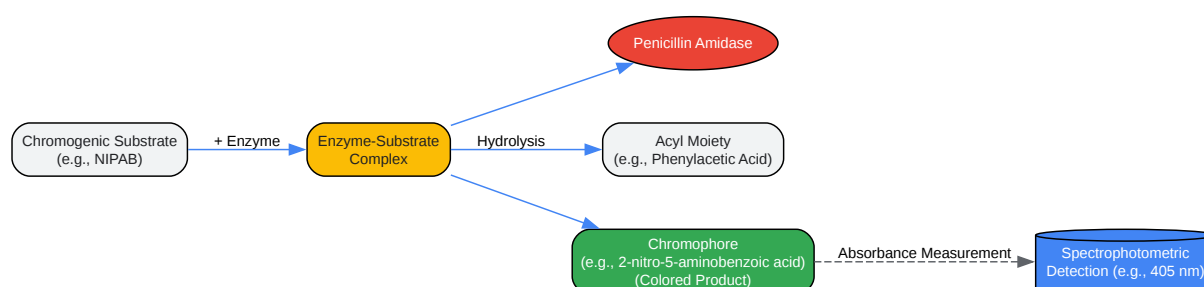 Penicillin Amidase
Chromogenic Substrate
(e.g., NIPAB)
+ Enzyme
Enzyme-Substrate
Complex
Hydrolysis
Acyl Moiety
(e.g., Phenylacetic Acid)
Chromophore
(e.g., 2-nitro-5-aminobenzoic acid)
(Colored Product)
Absorbance Measurement
Spectrophotometric
Detection (e.g., 405 nm)